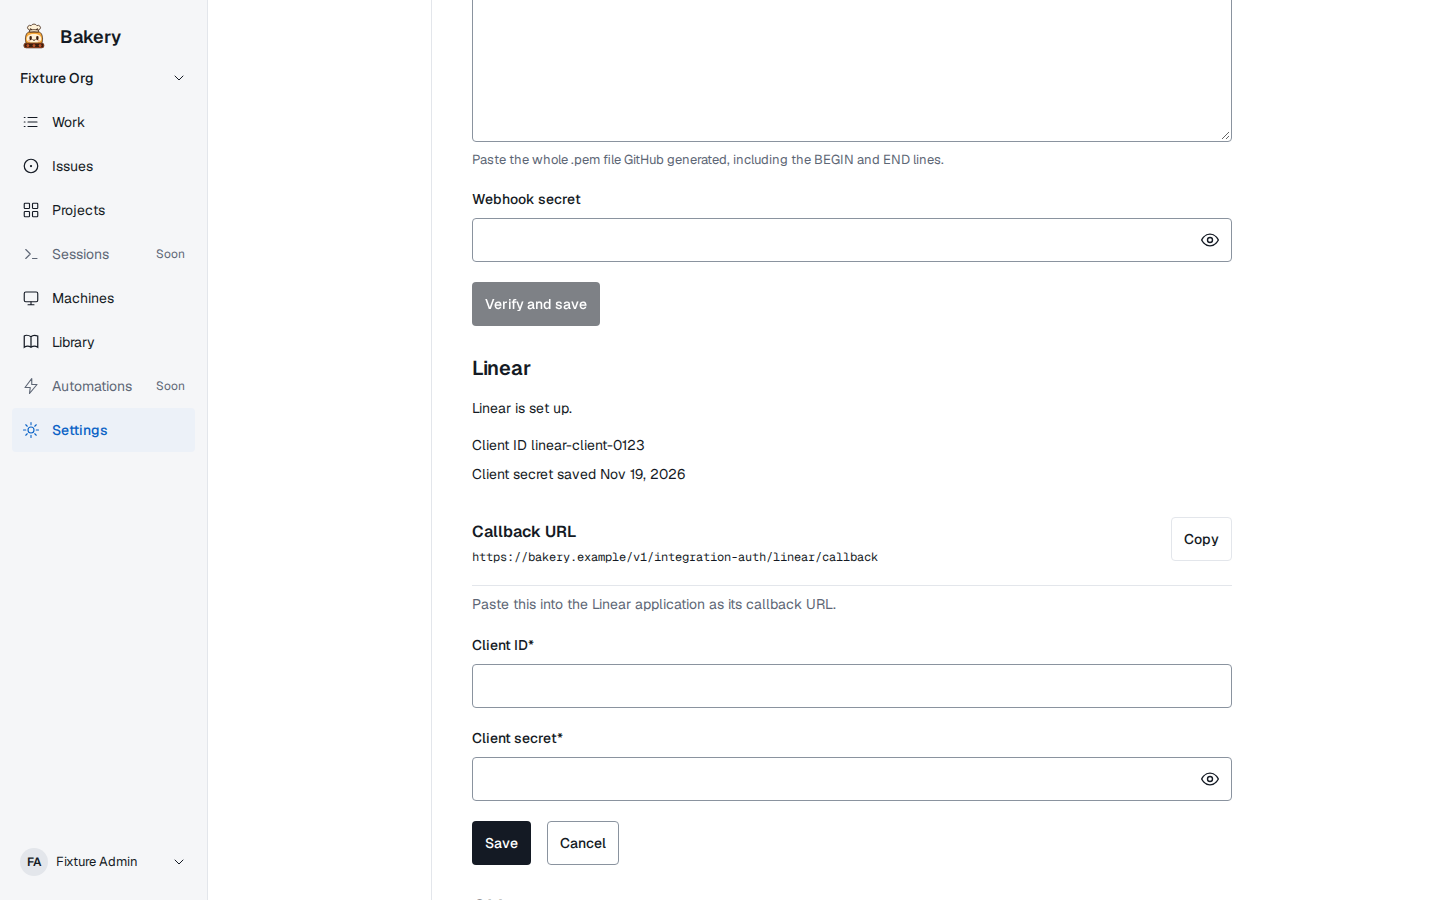 Bakery
Fixture Org
Work
Issues
Projects
Sessions Soon
Machines
Library
Automations Soon
Settings
FA Fixture Admin
Paste the whole .pem file GitHub generated, including the BEGIN and END lines.
Webhook secret
Verify and save
Linear
Linear is set up.
Client ID linear-client-0123
Client secret saved Nov 19, 2026
Callback URL
https://bakery.example/v1/integration-auth/linear/callback
Copy
Paste this into the Linear application as its callback URL.
Client ID*
Client secret*
Save
Cancel